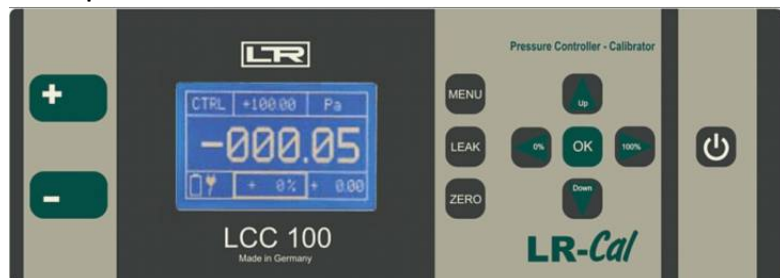 +
-
LR
CTRL +100.00 Pa
-000.05
+ 0% + 0.00
LCC 100
Made in Germany
Pressure Controller - Calibrator
MENU
LEAK
ZERO
Up
0% OK 100%
Down
LR-Cal